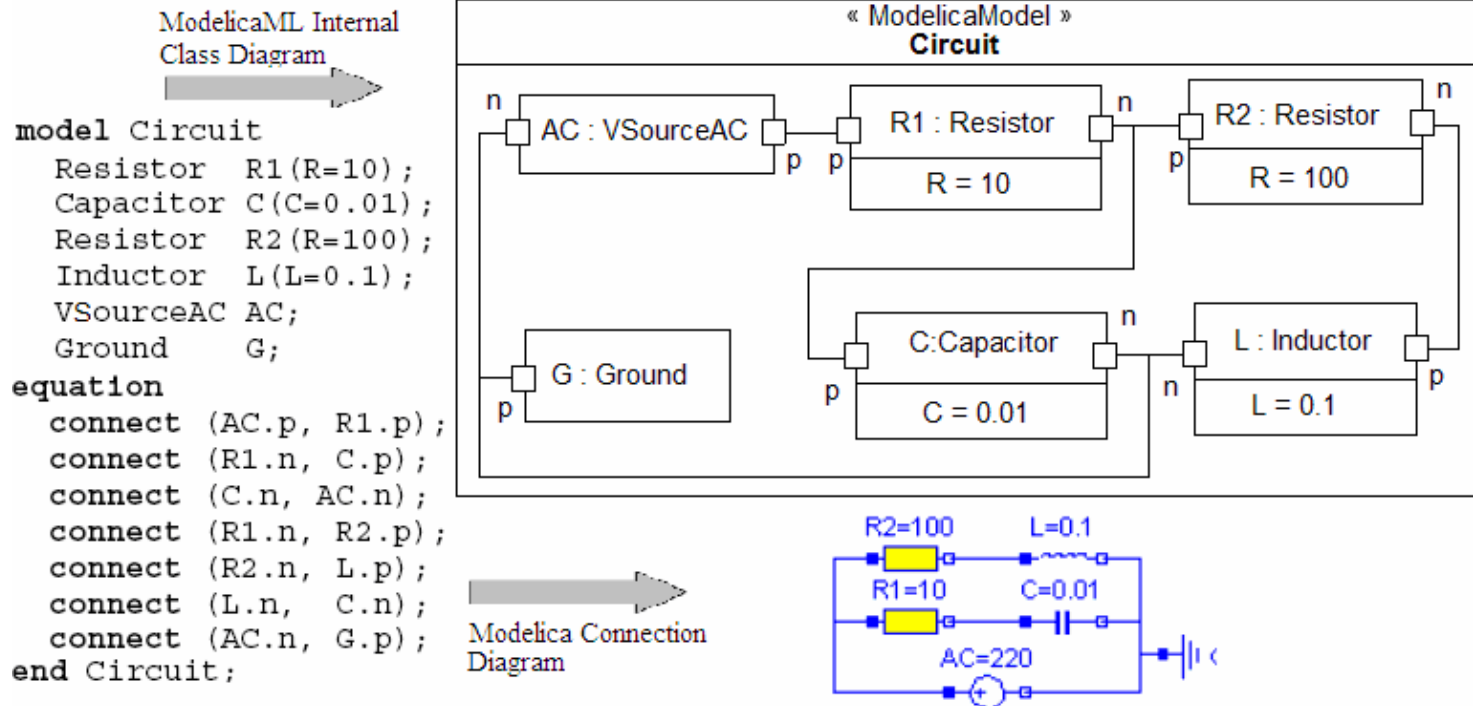 ModelicaML Internal
Class Diagram
model Circuit
Resistor R1(R=10);
Capacitor C(C=0.01);
Resistor R2(R=100);
Inductor L(L=0.1);
VSourceAC AC;
Ground G;
equation
connect (AC.p, R1.p);
connect (R1.n, C.p);
connect (C.n, AC.n);
connect (R1.n, R2.p);
connect (R2.n, L.p);
connect (L.n, C.n);
connect (AC.n, G.p);
end Circuit;
« ModelicaModel »
Circuit
n
AC : VSourceAC
p
p
R1 : Resistor
R = 10
n
p
R2 : Resistor
R = 100
n
G : Ground
p
C:Capacitor
C = 0.01
p
n
L : Inductor
L = 0.1
n
p
Modelica Connection
Diagram
R2=100 L=0.1
R1=10 C=0.01
AC=220
+